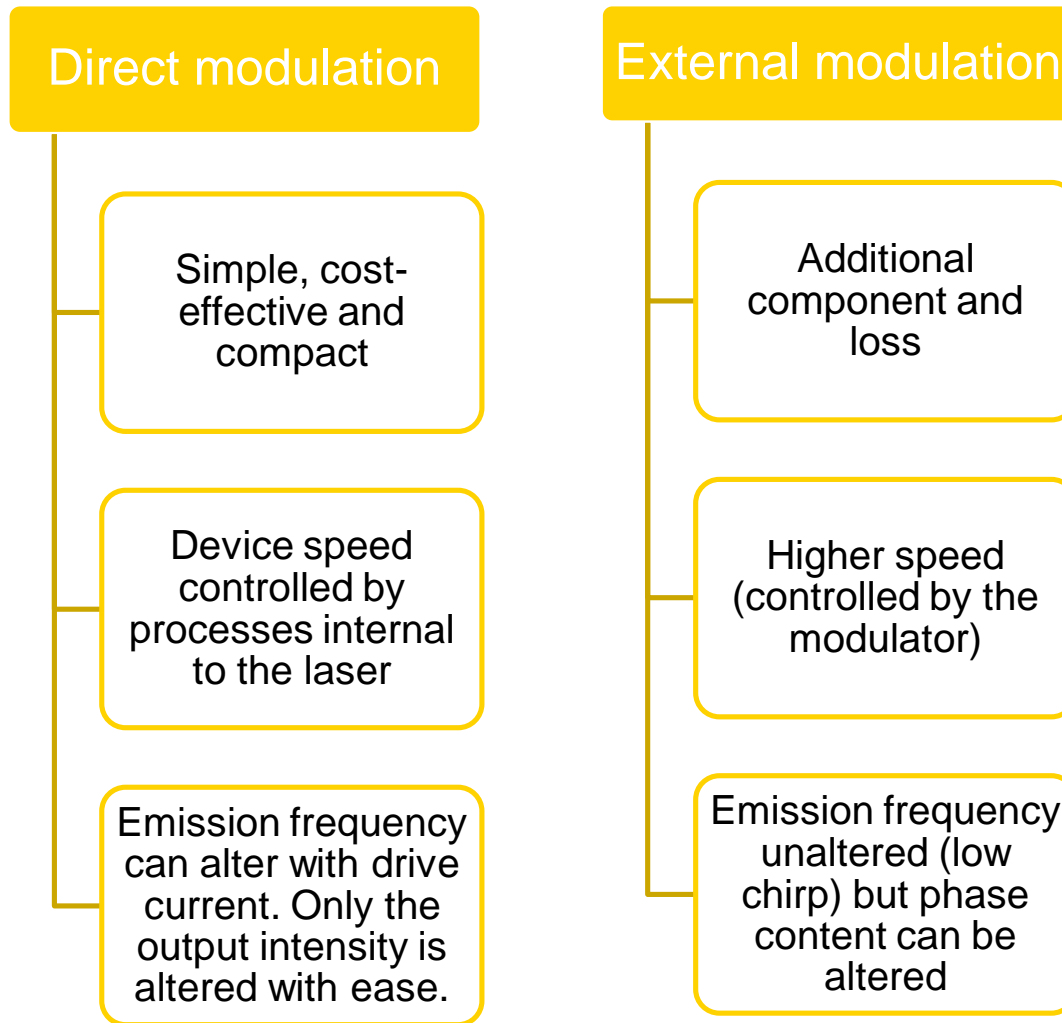 Direct modulation
Simple, cost-
effective and
compact
Device speed
controlled by
processes internal
to the laser
Emission frequency
can alter with drive
current. Only the
output intensity is
altered with ease.
External modulation
Additional
component and
loss
Higher speed
(controlled by the
modulator)
Emission frequency
unaltered (low
chirp) but phase
content can be
altered